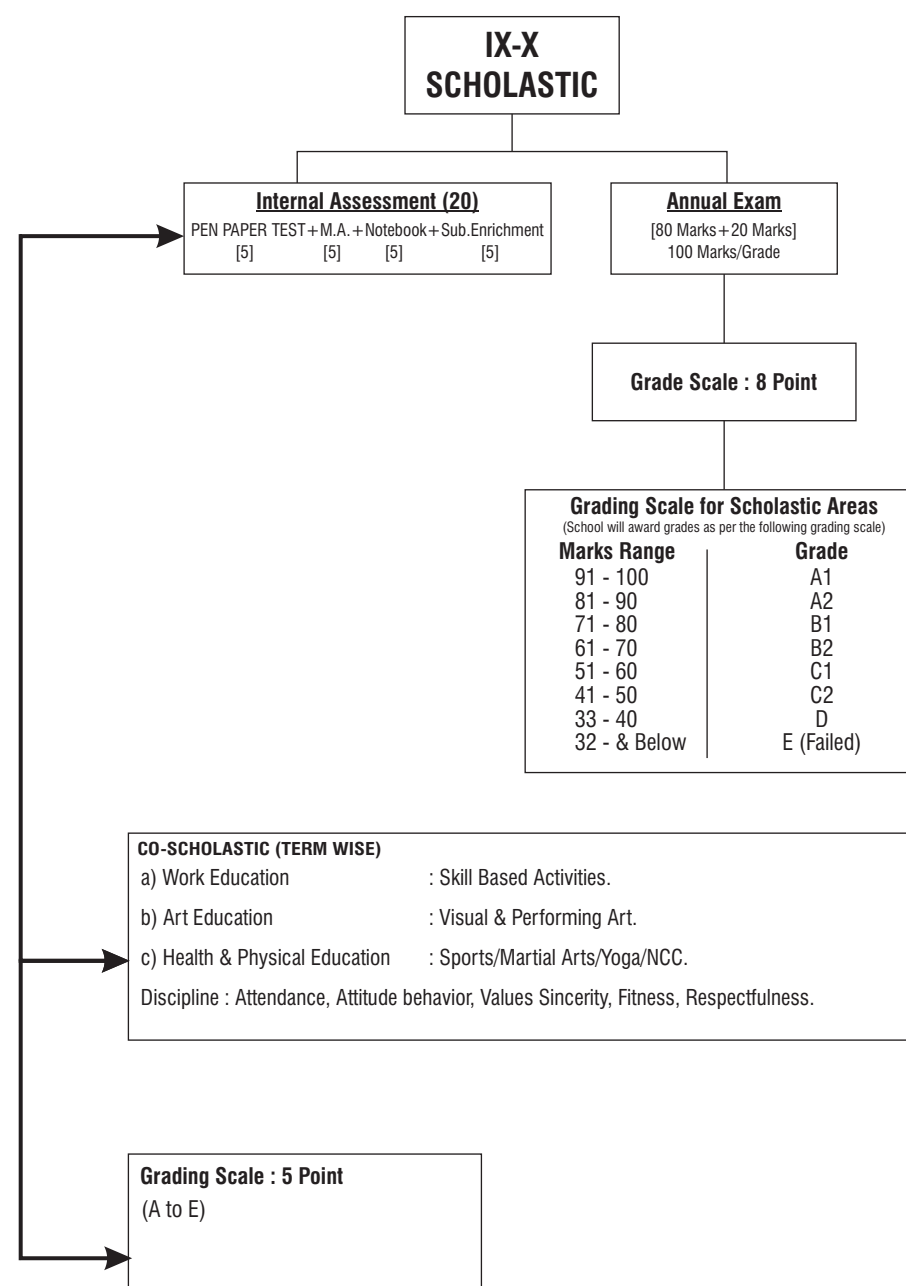 IX-X
SCHOLASTIC
Internal Assessment (20)
PEN PAPER TEST+M.A.+Notebook+Sub.Enrichment
[5] [5] [5] [5]
Annual Exam
[80 Marks+20 Marks]
100 Marks/Grade
Grade Scale : 8 Point
Grading Scale for Scholastic Areas
(School will award grades as per the following grading scale)
Marks Range Grade
91 - 100 A1
81 - 90 A2
71 - 80 B1
61 - 70 B2
51 - 60 C1
41 - 50 C2
33 - 40 D
32 - & Below E (Failed)
CO-SCHOLASTIC (TERM WISE)
a) Work Education : Skill Based Activities.
b) Art Education : Visual & Performing Art.
c) Health & Physical Education : Sports/Martial Arts/Yoga/NCC.
Discipline : Attendance, Attitude behavior, Values Sincerity, Fitness, Respectfulness.
Grading Scale : 5 Point
(A to E)